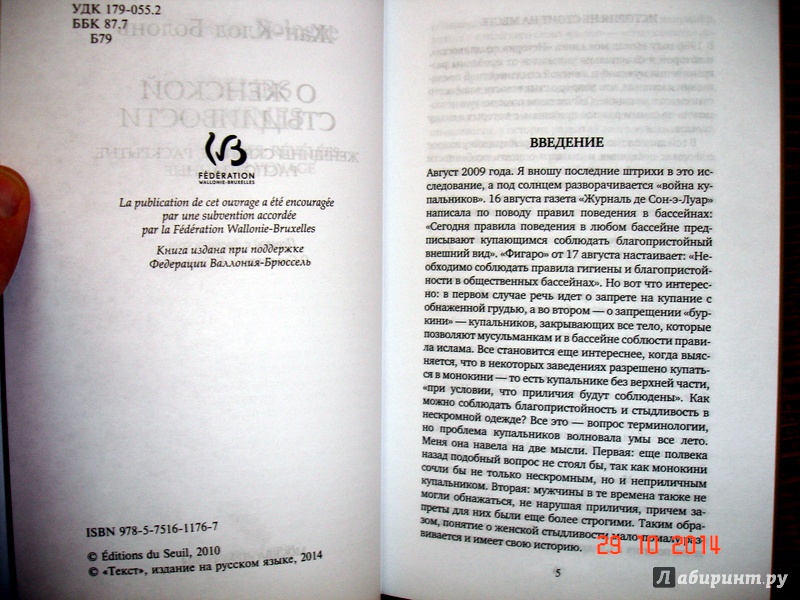 УДК 179-055.2
ББК 87.7
Б79
FÉDÉRATION
WALLONIE-BRUXELLES
La publication de cet ouvrage a été encouragée
par une subvention accordée
par la Fédération Wallonie-Bruxelles
Книга издана при поддержке
Федерации Валлония-Брюссель
ISBN 978-5-7516-1176-7
© Éditions du Seuil, 2010
© «Текст», издание на русском языке, 2014
ВВЕДЕНИЕ
Август 2009 года. Я вношу последние штрихи в это ис-
следование, а под солнцем разворачивается «война ку-
пальников». 16 августа газета «Журналь де Сон-э-Луар»
написала по поводу правил поведения в бассейнах:
«Сегодня правила поведения в любом бассейне пред-
писывают купающимся соблюдать благопристойный
внешний вид». «Фигаро» от 17 августа настаивает: «Не-
обходимо соблюдать правила гигиены и благопристой-
ности в общественных бассейнах». Но вот что интерес-
но: в первом случае речь идет о запрете на купание с
обнаженной грудью, а во втором — о запрещении «бур-
кини» — купальников, закрывающих все тело, которые
позволяют мусульманкам и в бассейне соблюсти прави-
ла ислама. Все становится еще интереснее, когда выяс-
няется, что в некоторых заведениях разрешено купать-
ся в монокини — то есть купальнике без верхней части,
«при условии, что приличия будут соблюдены». Как
можно соблюдать благопристойность и стыдливость в
нескромной одежде? Все это — вопрос терминологии,
но проблема купальников волновала умы все лето.
Меня она навела на две мысли. Первая: еще полвека
назад подобный вопрос не стоял бы, так как монокини
сочли бы не только нескромным, но и неприличным
купальником. Вторая: мужчины в те времена также не
могли обнажаться, не нарушая приличия, причем зап-
реты для них были еще более строгими. Таким обра-
зом, понятие о женской стыдливости мало-помалу раз-
вивается и имеет свою историю.
29 10 2014
5
Лабиринт.ру